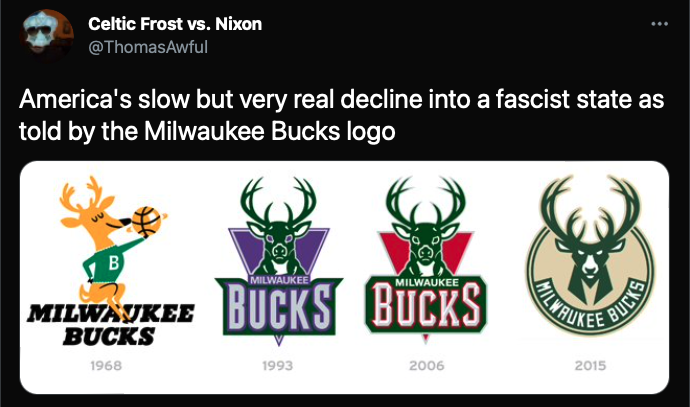 Celtic Frost vs. Nixon
@ThomasAwful
America's slow but very real decline into a fascist state as
told by the Milwaukee Bucks logo
B
MILWAUKEE
BUCKS
1968
MILWAUKEE
BUCKS
1993
MILWAUKEE
BUCKS
2006
MILWAUKEE BUCKS
2015